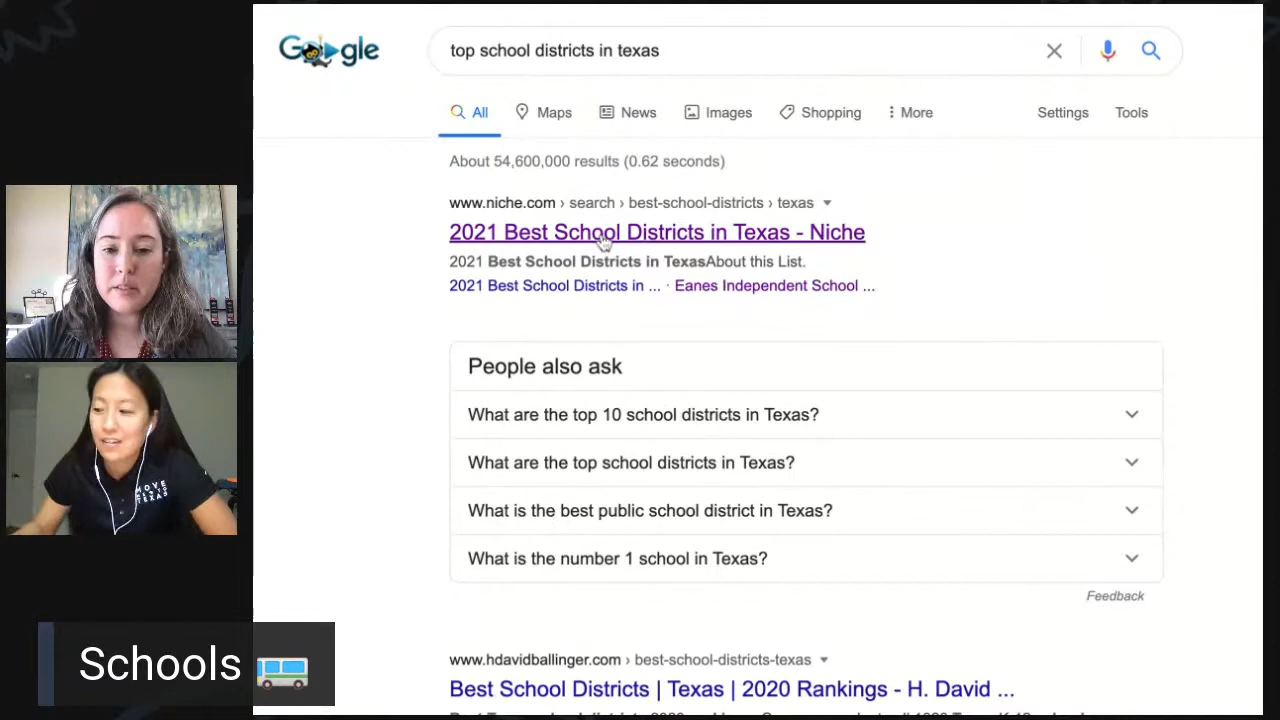 Google
top school districts in texas
All
Maps
News
Images
Shopping
More
Settings
Tools
About 54,600,000 results (0.62 seconds)
www.niche.com › search › best-school-districts › texas
2021 Best School Districts in Texas - Niche
2021 Best School Districts in TexasAbout this List.
2021 Best School Districts in ... · Eanes Independent School ...
People also ask
What are the top 10 school districts in Texas?
What are the top school districts in Texas?
What is the best public school district in Texas?
What is the number 1 school in Texas?
Feedback
www.hdavidballinger.com › best-school-districts-texas
Best School Districts | Texas | 2020 Rankings - H. David ...
MOVE
TEXAS
Schools